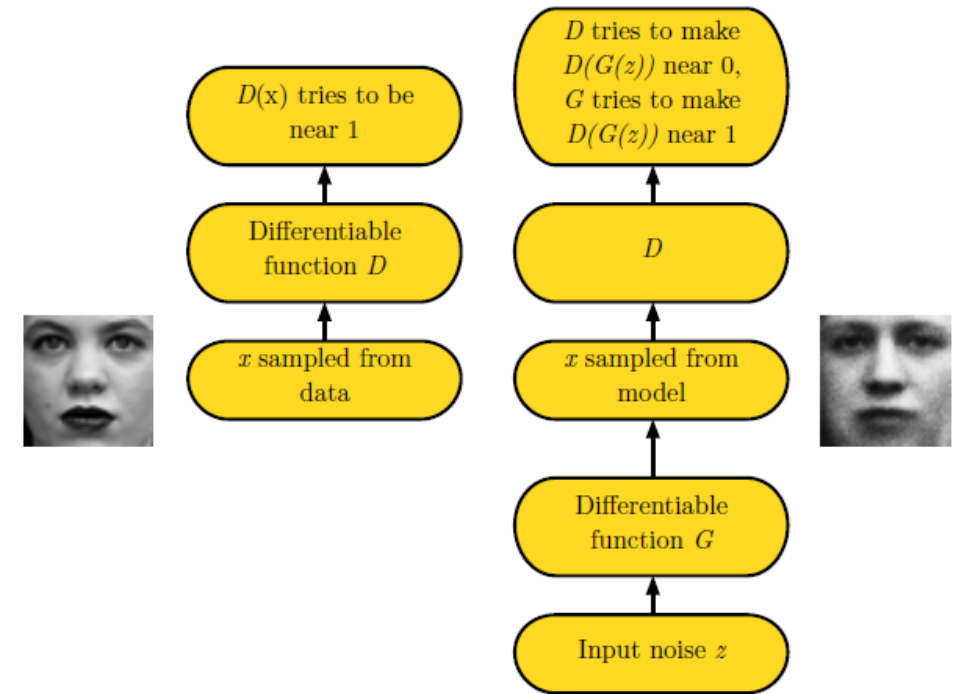 D(x) tries to be
near 1
Differentiable
function D
x sampled from
data
D tries to make
D(G(z)) near 0,
G tries to make
D(G(z)) near 1
D
x sampled from
model
Differentiable
function G
Input noise z